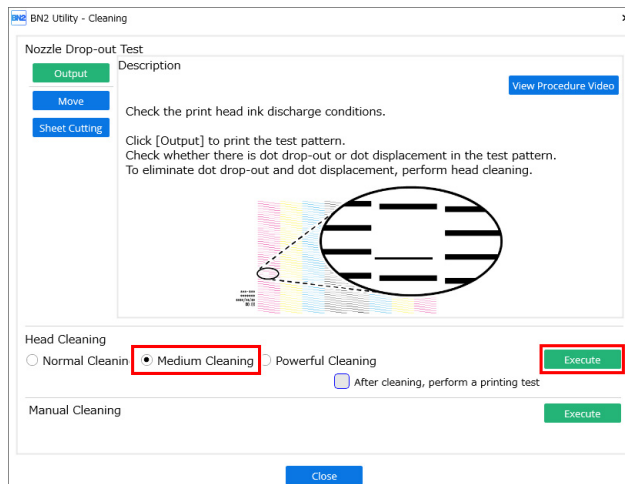 BN2 BN2 Utility - Cleaning
Nozzle Drop-out Test
Output
Description
View Procedure Video
Move
Check the print head ink discharge conditions.
Sheet Cutting
Click [Output] to print the test pattern.
Check whether there is dot drop-out or dot displacement in the test pattern.
To eliminate dot drop-out and dot displacement, perform head cleaning.
Head Cleaning
Normal Cleanin Medium Cleaning Powerful Cleaning Execute
After cleaning, perform a printing test
Manual Cleaning
Execute
Close